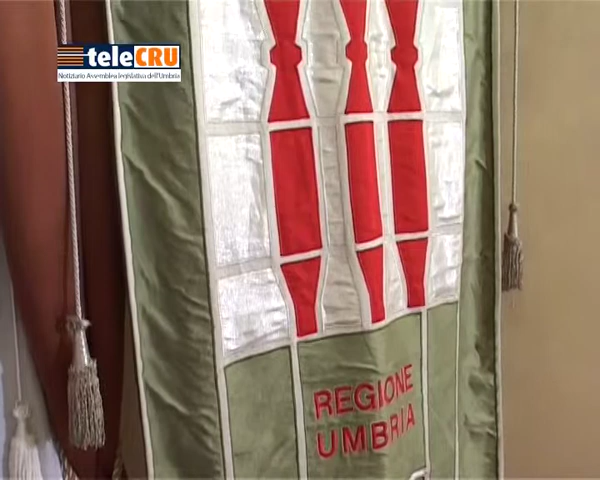 teleCRU
Notiziario Assemblea legislativa dell'Umbria
REGIONE
UMBRIA